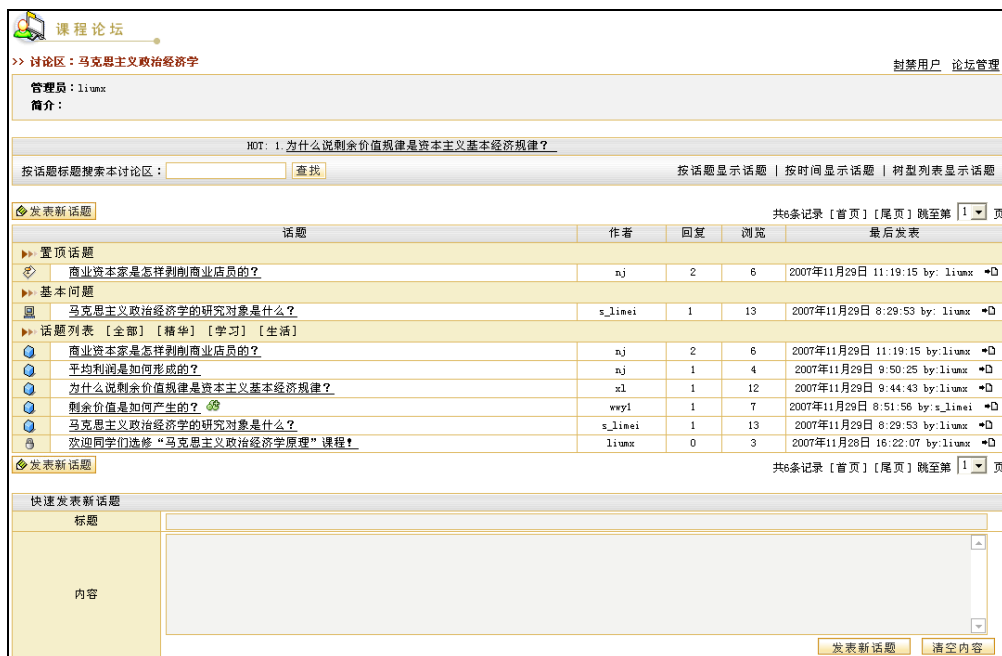 课程论坛
>> 讨论区：马克思主义政治经济学 封禁用户 论坛管理
管理员：liumx
简介：
HOT: 1.为什么说剩余价值规律是资本主义基本经济规律？
按话题标题搜索本讨论区： 查找 按话题显示话题 | 按时间显示话题 | 树型列表显示话题
发表新话题 共6条记录 [首页] [尾页] 跳至第 1 页
话题 作者 回复 浏览 最后发表
置顶话题
商业资本家是怎样剥削商业店员的？ nj 2 6 2007年11月29日 11:19:15 by: liumx
基本问题
马克思主义政治经济学的研究对象是什么？ s_limei 1 13 2007年11月29日 8:29:53 by: liumx
话题列表 [全部] [精华] [学习] [生活]
商业资本家是怎样剥削商业店员的？ nj 2 6 2007年11月29日 11:19:15 by:liumx
平均利润是如何形成的？ nj 1 4 2007年11月29日 9:50:25 by:liumx
为什么说剩余价值规律是资本主义基本经济规律？ xl 1 12 2007年11月29日 9:44:43 by:liumx
剩余价值是如何产生的？ wwyl 1 7 2007年11月29日 8:51:56 by:s_limei
马克思主义政治经济学的研究对象是什么？ s_limei 1 13 2007年11月29日 8:29:53 by:liumx
欢迎同学们选修“马克思主义政治经济学原理”课程！ liumx 0 3 2007年11月28日 16:22:07 by:liumx
发表新话题 共6条记录 [首页] [尾页] 跳至第 1 页
快速发表新话题
标题
内容
发表新话题 清空内容